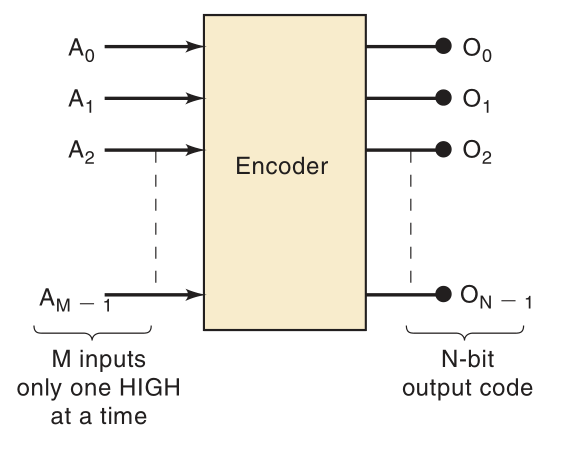 A0 O0
A1 O1
A2 O2
Encoder
AM – 1 ON – 1
M inputs
only one HIGH
at a time
N-bit
output code